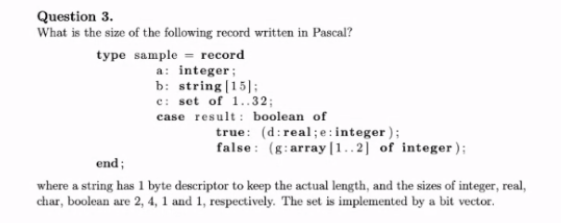 Question 3.
What is the size of the following record written in Pascal?
type sample = record
a: integer;
b: string[15];
c: set of 1..32;
case result: boolean of
true: (d:real;e:integer);
false: (g:array[1..2] of integer);
end;
where a string has 1 byte descriptor to keep the actual length, and the sizes of integer, real,
char, boolean are 2, 4, 1 and 1, respectively. The set is implemented by a bit vector.